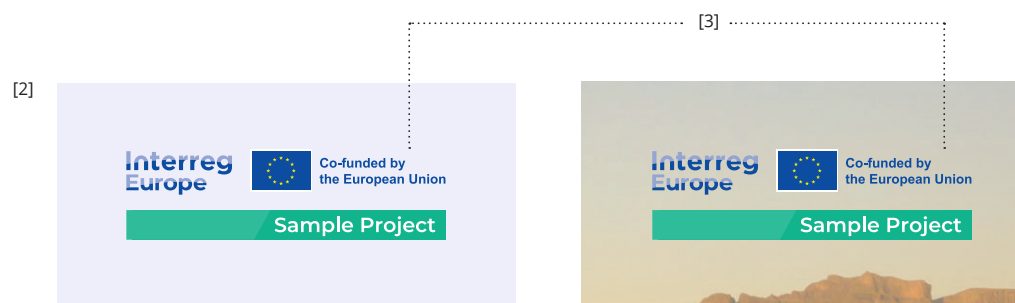 [3]
[2]
Interreg
Europe
Co-funded by
the European Union
Sample Project
Interreg
Europe
Co-funded by
the European Union
Sample Project